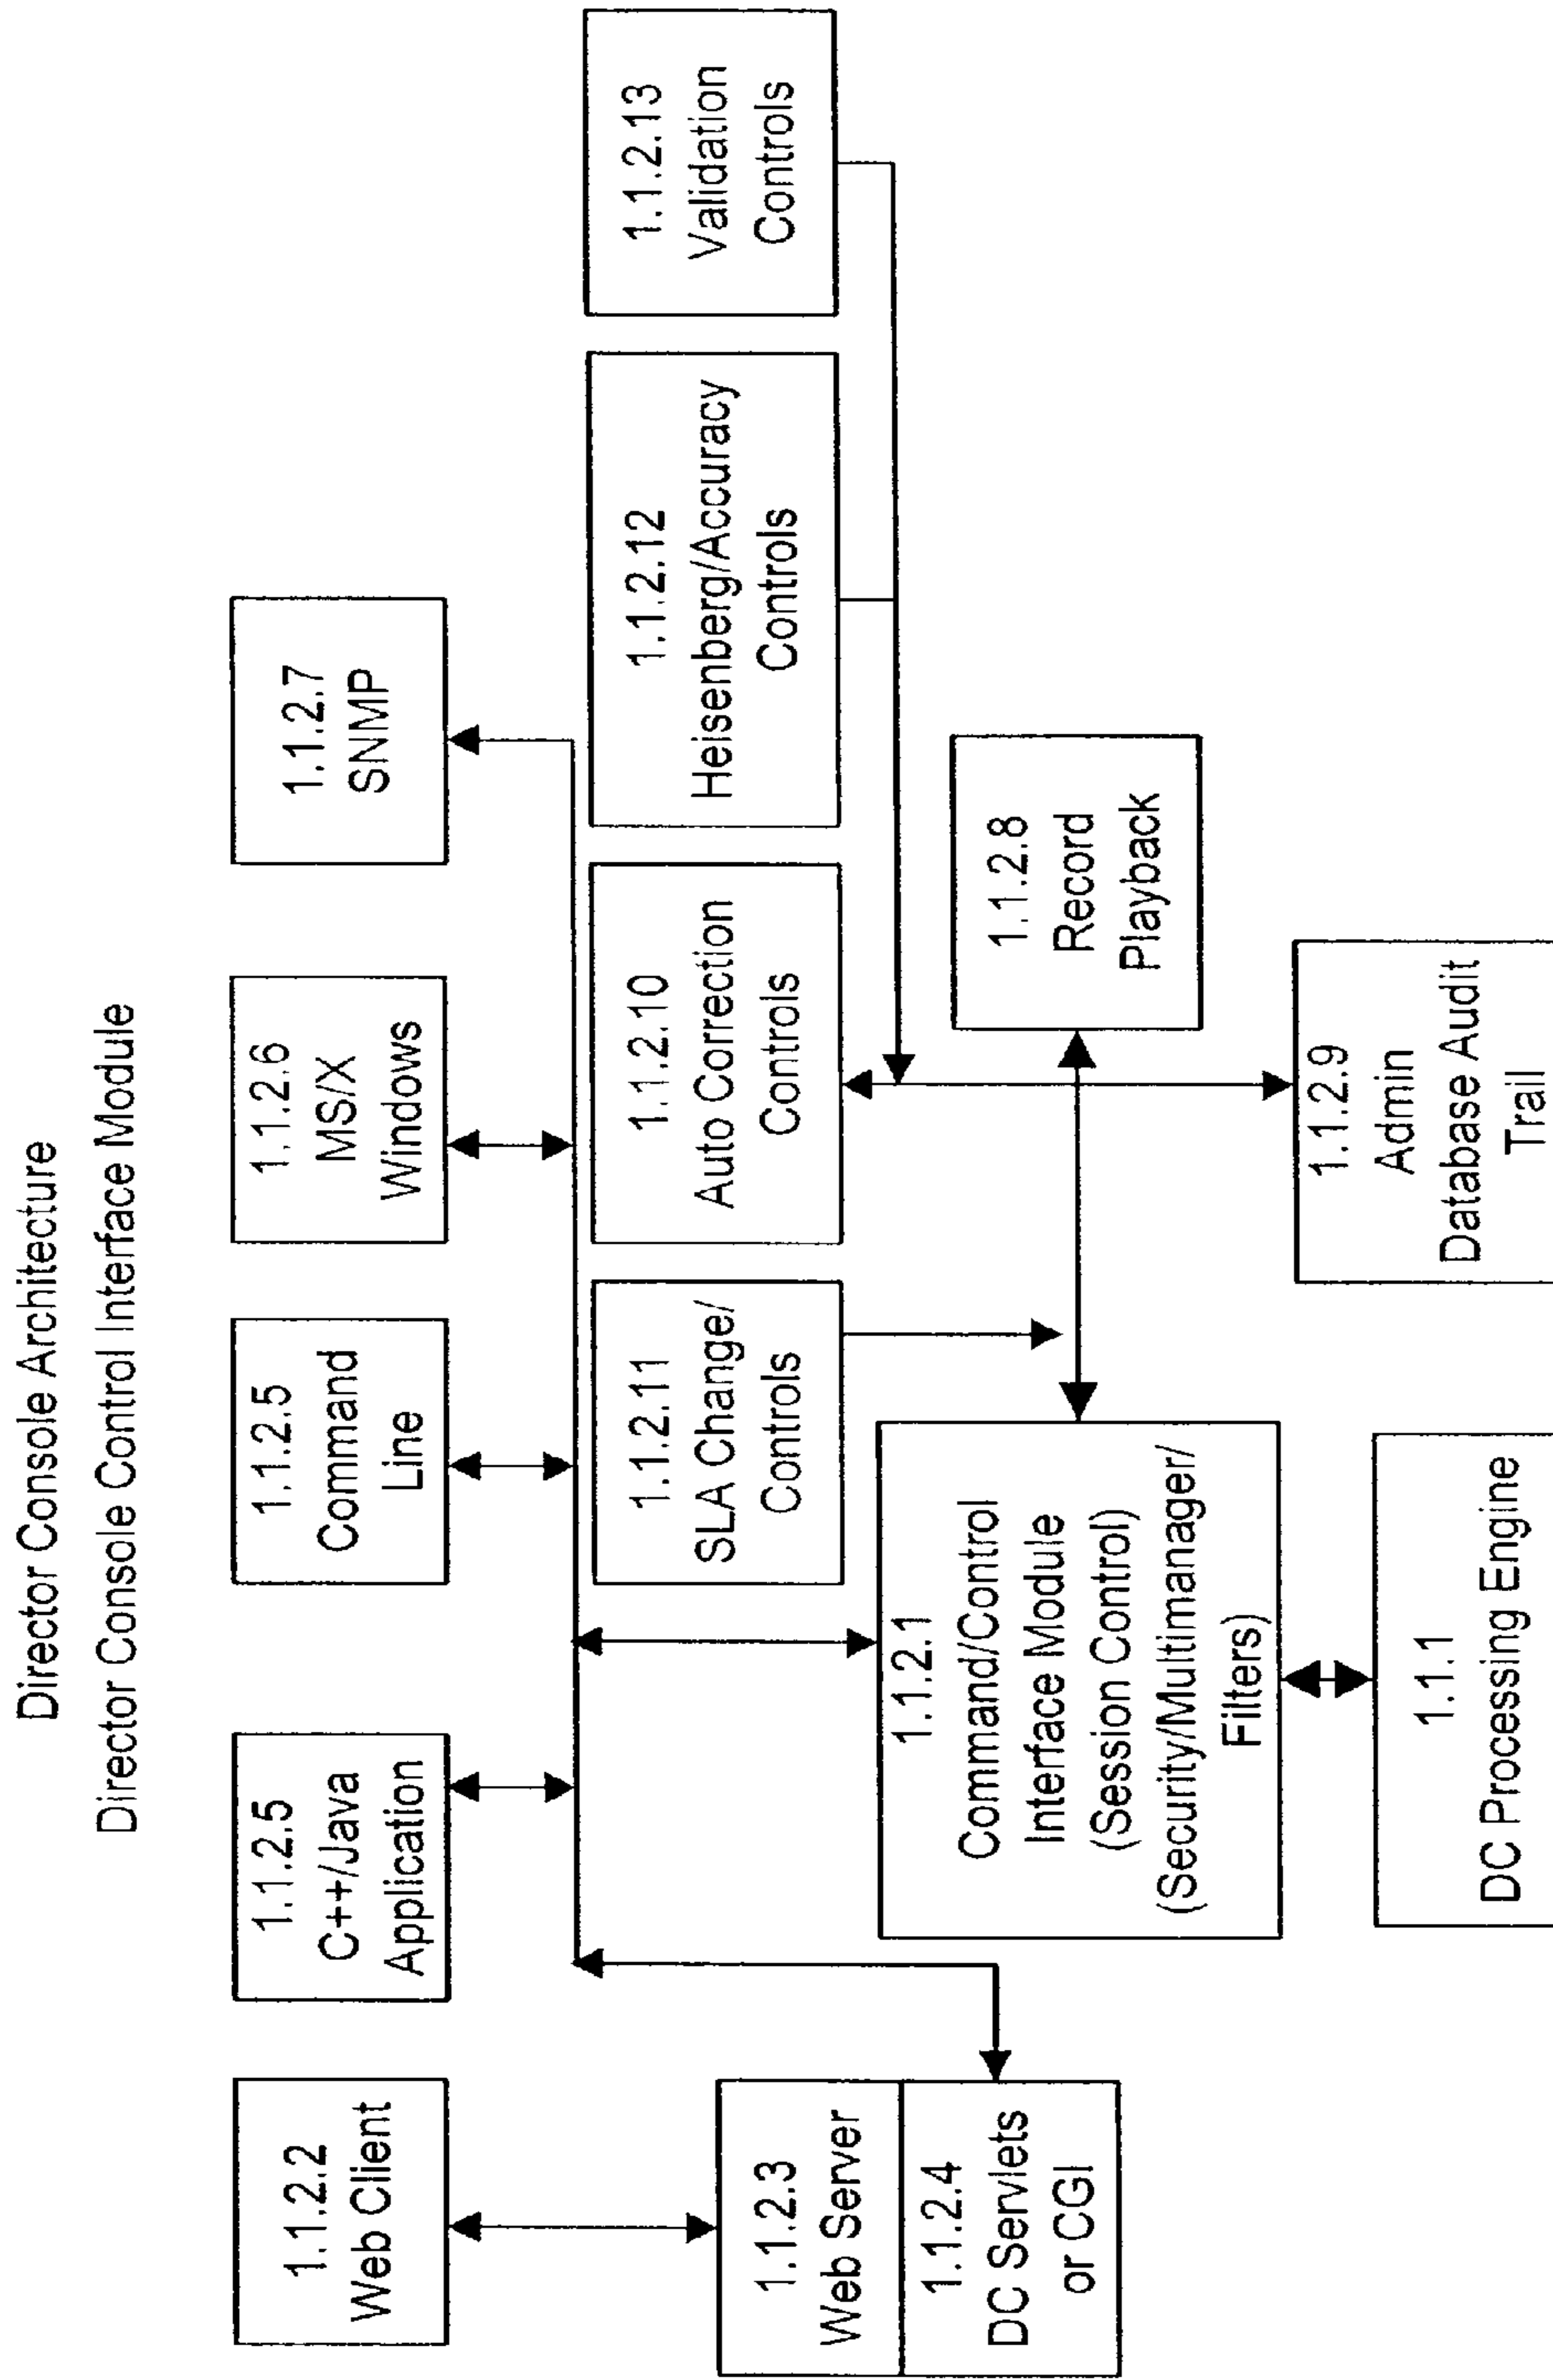 Director Console Architecture
Director Console Control Interface Module
1.1.2.2
Web Client
1.1.2.5
C++/Java
Application
1.1.2.5
Command
Line
1.1.2.6
MS/X
Windows
1.1.2.7
SNMP
1.1.2.3
Web Server
1.1.2.4
DC Servlets
or CGI
1.1.2.11
SLA Change/
Controls
1.1.2.10
Auto Correction
Controls
1.1.2.12
Heisenberg/Accuracy
Controls
1.1.2.13
Validation
Controls
1.1.2.1
Command/Control
Interface Module
(Session Control)
(Security/Multimanager/
Filters)
1.1.2.8
Record
Playback
1.1.1
DC Processing Engine
1.1.2.9
Admin
Database Audit
Trail